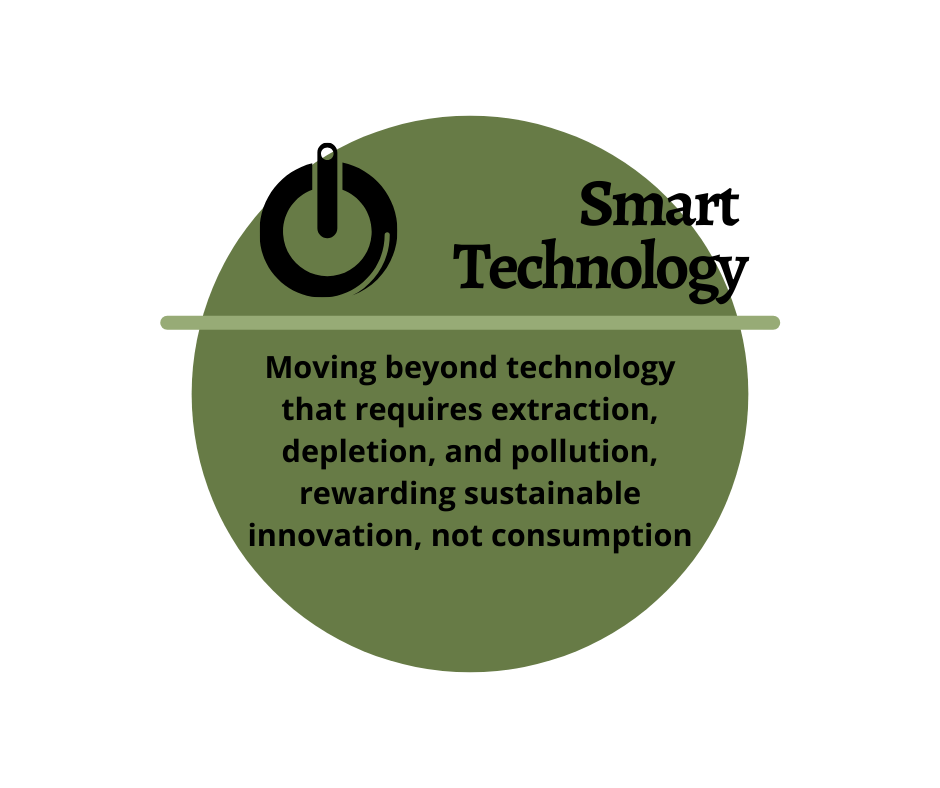 Smart
Technology
Moving beyond technology
that requires extraction,
depletion, and pollution,
rewarding sustainable
innovation, not consumption